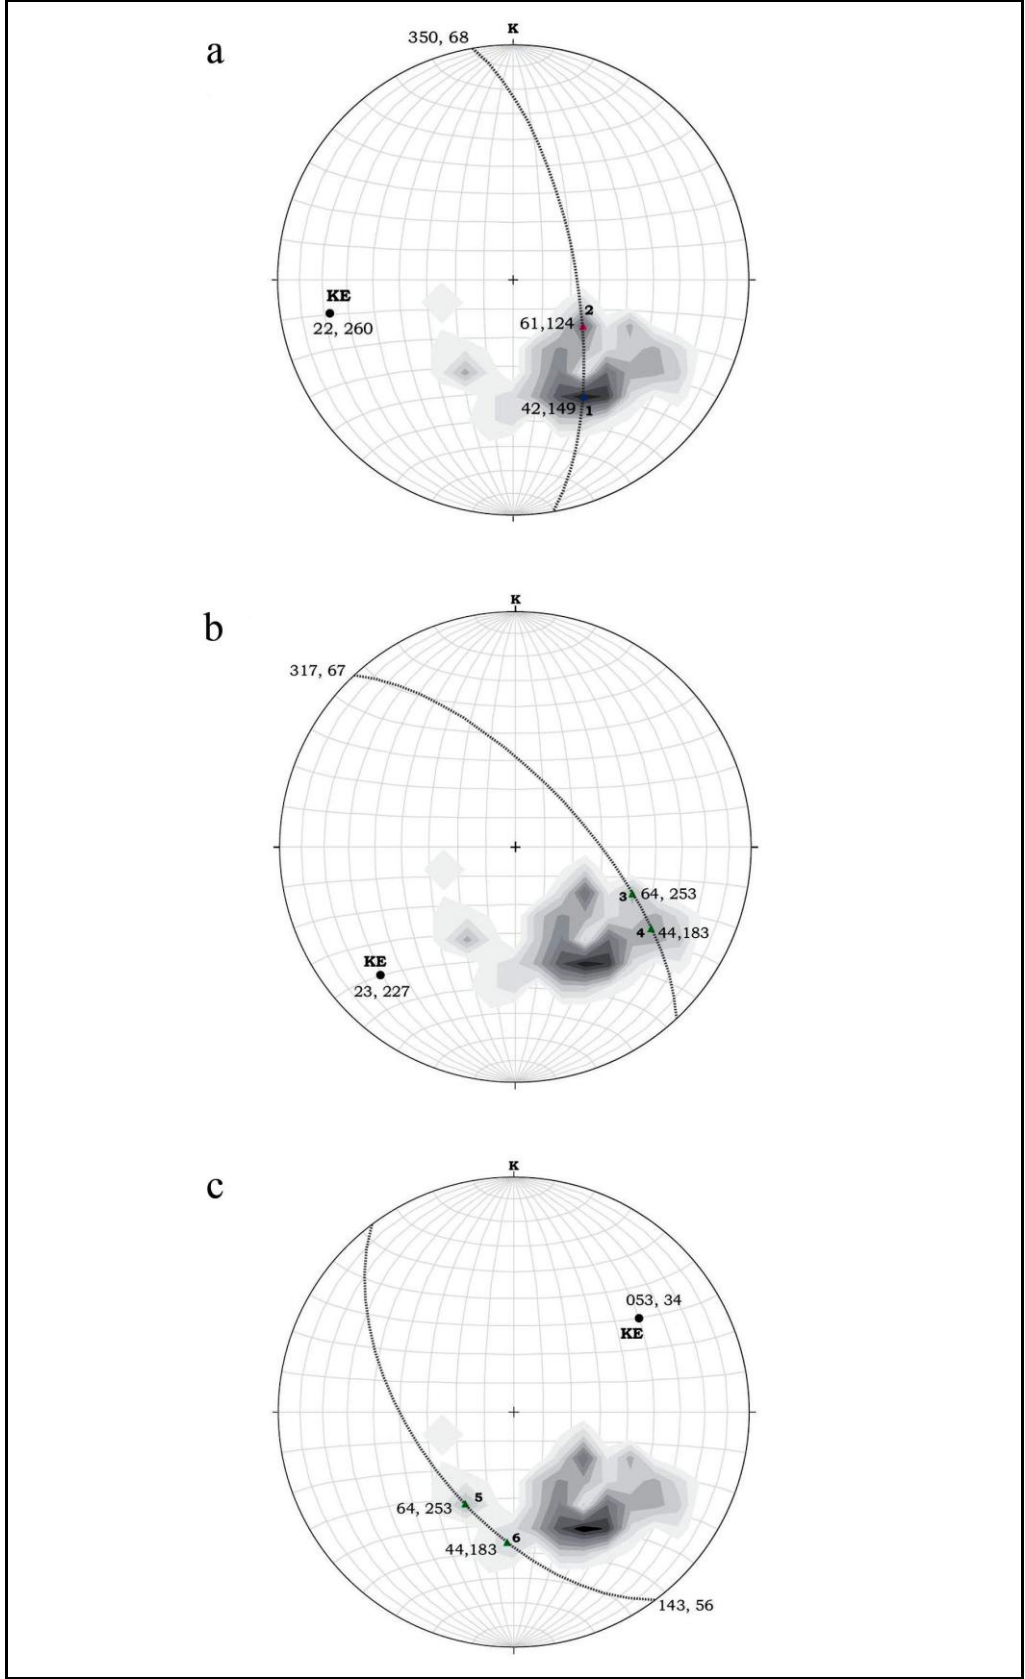 a
K
350, 68
KE
22, 260
2
61,124
42,149
1
b
K
317, 67
3
64, 253
4
44,183
KE
23, 227
c
K
053, 34
KE
5
64, 253
6
44,183
143, 56